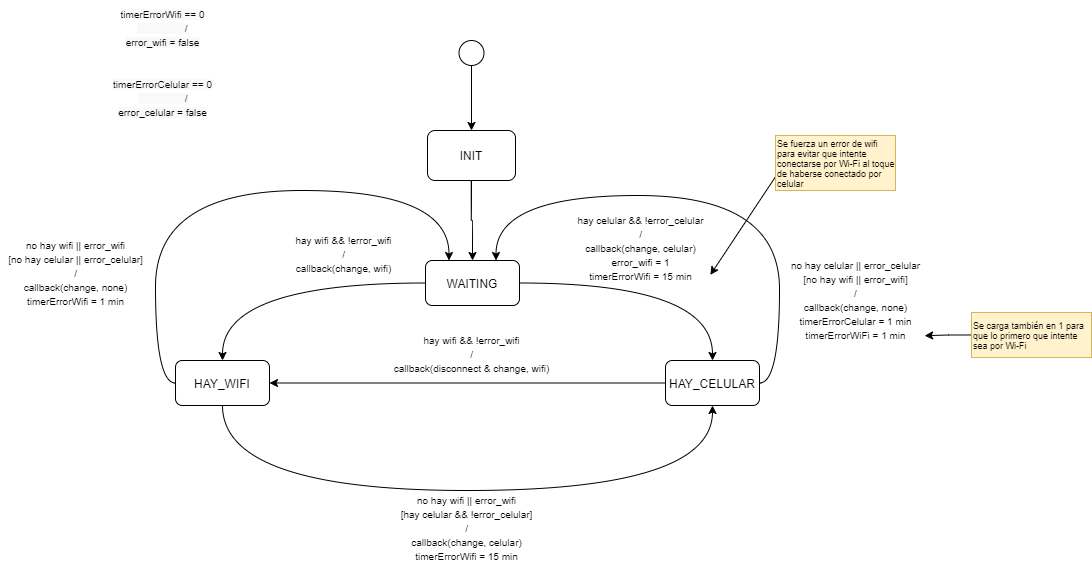 timerErrorWifi == 0
/
error_wifi = false
timerErrorCelular == 0
/
error_celular = false
INIT
Se fuerza un error de wifi
para evitar que intente
conectarse por Wi-Fi al toque
de haberse conectado por
celular
no hay wifi || error_wifi
[no hay celular || error_celular]
/
callback(change, none)
timerErrorWifi = 1 min
hay wifi && !error_wifi
/
callback(change, wifi)
hay celular && !error_celular
/
callback(change, celular)
error_wifi = 1
timerErrorWifi = 15 min
WAITING
no hay celular || error_celular
[no hay wifi || error_wifi]
/
callback(change, none)
timerErrorCelular = 1 min
timerErrorWiFi = 1 min
Se carga también en 1 para
que lo primero que intente
sea por Wi-Fi
hay wifi && !error_wifi
/
callback(disconnect & change, wifi)
HAY_WIFI
HAY_CELULAR
no hay wifi || error_wifi
[hay celular && !error_celular]
/
callback(change, celular)
timerErrorWifi = 15 min